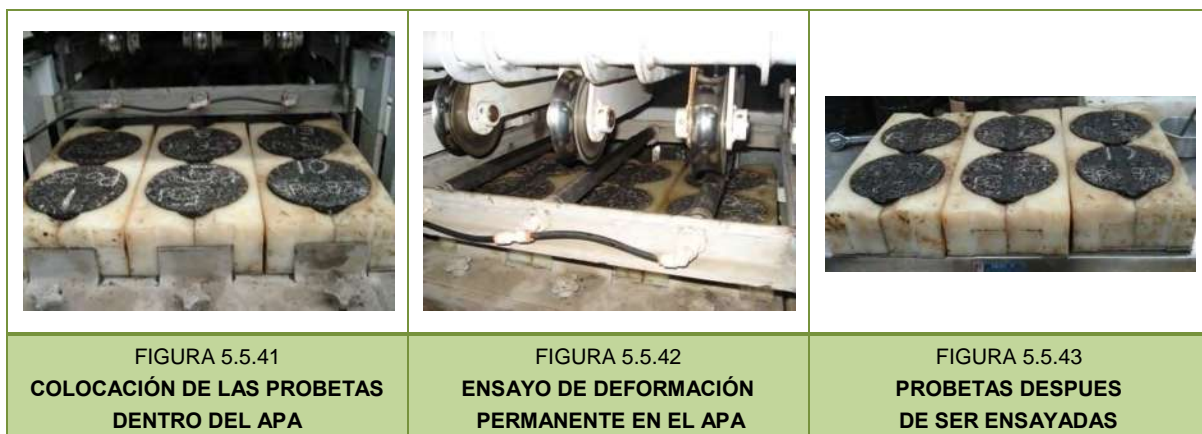 FIGURA 5.5.41
COLOCACIÓN DE LAS PROBETAS
DENTRO DEL APA
FIGURA 5.5.42
ENSAYO DE DEFORMACIÓN
PERMANENTE EN EL APA
FIGURA 5.5.43
PROBETAS DESPUES
DE SER ENSAYADAS